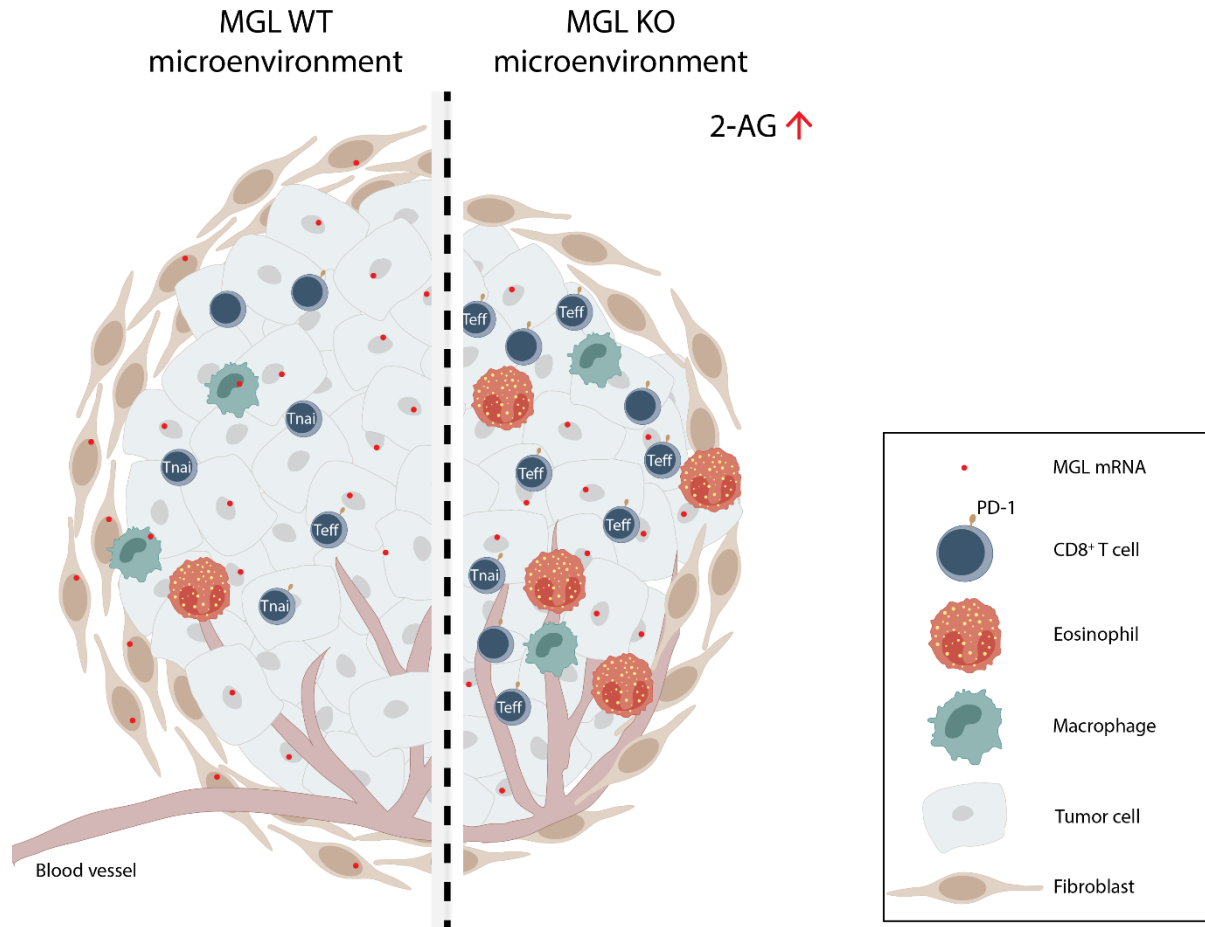 MGL WT
microenvironment
MGL KO
microenvironment
2-AG ↑
Teff
Teff
Tnai
Teff
Tnai
Teff
Teff
Teff
Tnai
Tnai
Teff
Blood vessel
MGL mRNA
PD-1
CD8⁺ T cell
Eosinophil
Macrophage
Tumor cell
Fibroblast